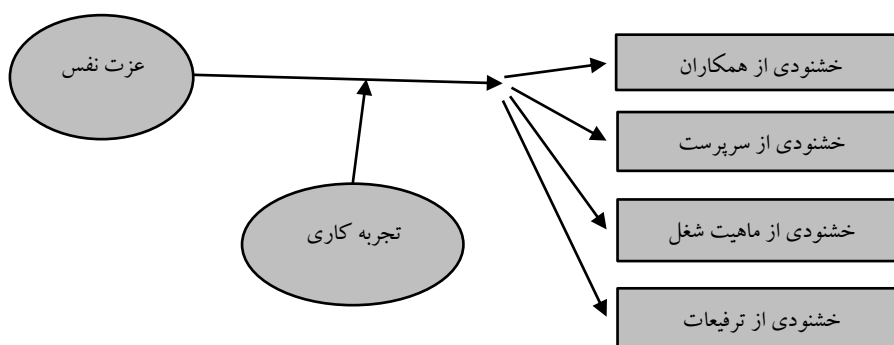 عزت نفس
خشنودی از همکاران
خشنودی از سرپرست
تجربه کاری
خشنودی از ماهیت شغل
خشنودی از ترفیعات